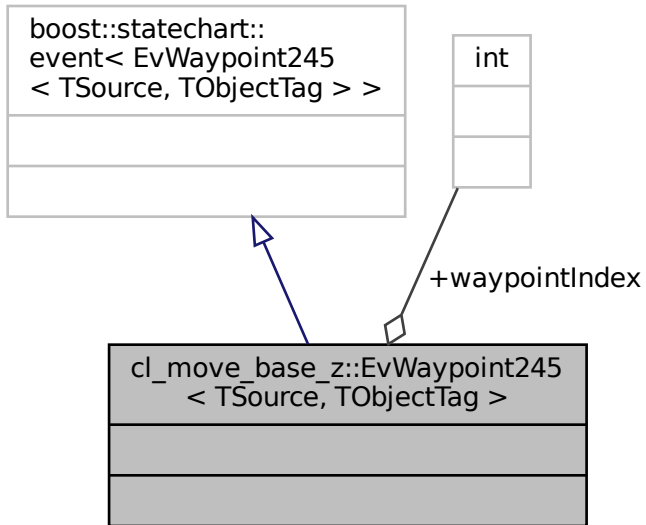 boost::statechart::
event< EvWaypoint245
< TSource, TObjectTag > >
int
+waypointIndex
cl_move_base_z::EvWaypoint245
< TSource, TObjectTag >